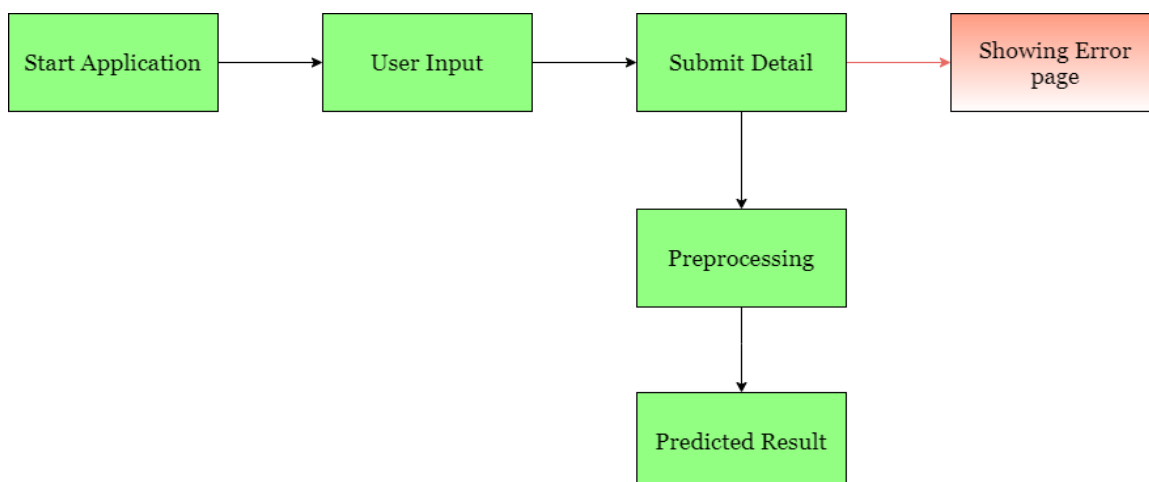 Start Application
User Input
Submit Detail
Showing Error
page
Preprocessing
Predicted Result